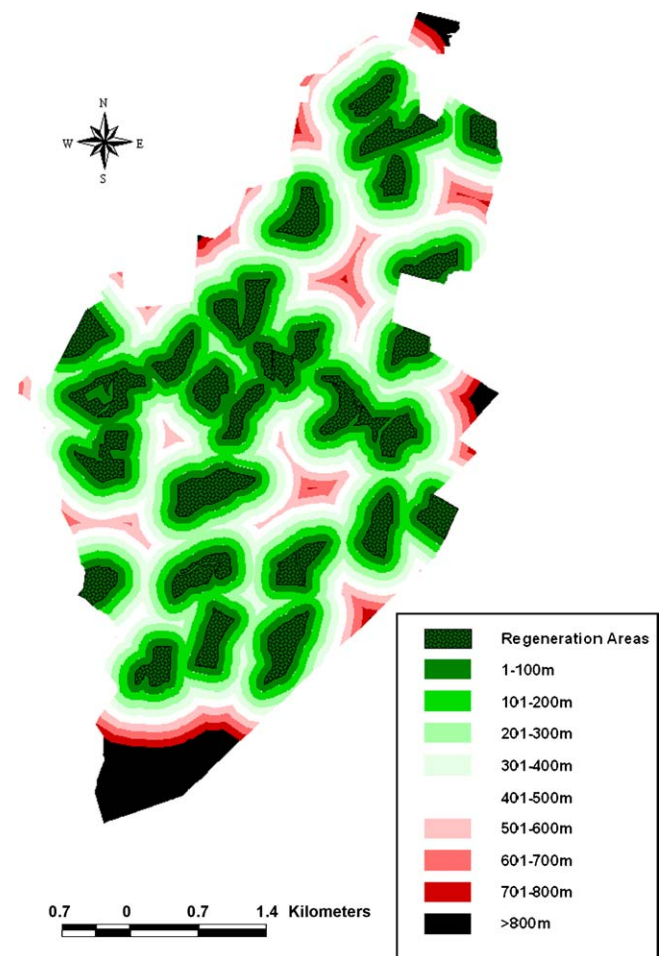 N
W E
S
Regeneration Areas
1-100m
101-200m
201-300m
301-400m
401-500m
501-600m
601-700m
701-800m
>800m
0.7 0 0.7 1.4 Kilometers